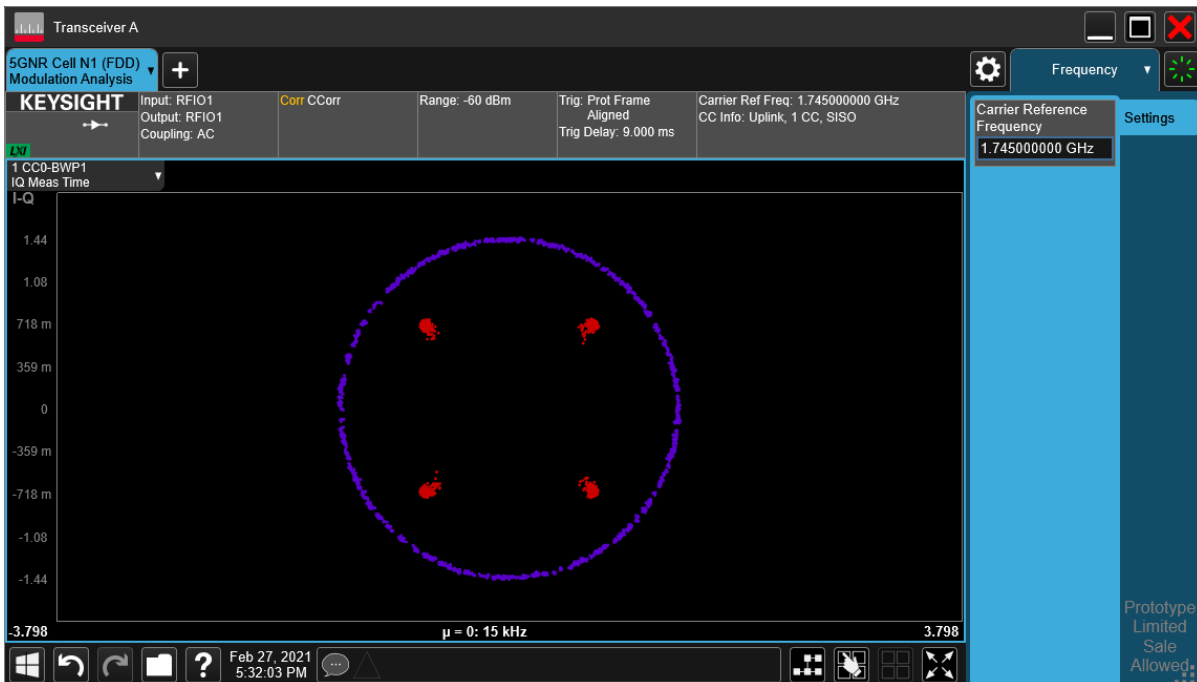 Transceiver A
5GNR Cell N1 (FDD)
Modulation Analysis
+
Frequency
KEYSIGHT
LXI
Input: RFIO1
Output: RFIO1
Coupling: AC
Corr CCorr
Range: -60 dBm
Trig: Prot Frame
Aligned
Trig Delay: 9.000 ms
Carrier Ref Freq: 1.745000000 GHz
CC Info: Uplink, 1 CC, SISO
Carrier Reference
Frequency
1.745000000 GHz
Settings
1 CC0-BWP1
IQ Meas Time
I-Q
1.44
1.08
718 m
359 m
0
-359 m
-718 m
-1.08
-1.44
-3.798
µ = 0: 15 kHz
3.798
Prototype
Limited
Sale
Allowed
?
Feb 27, 2021
5:32:03 PM